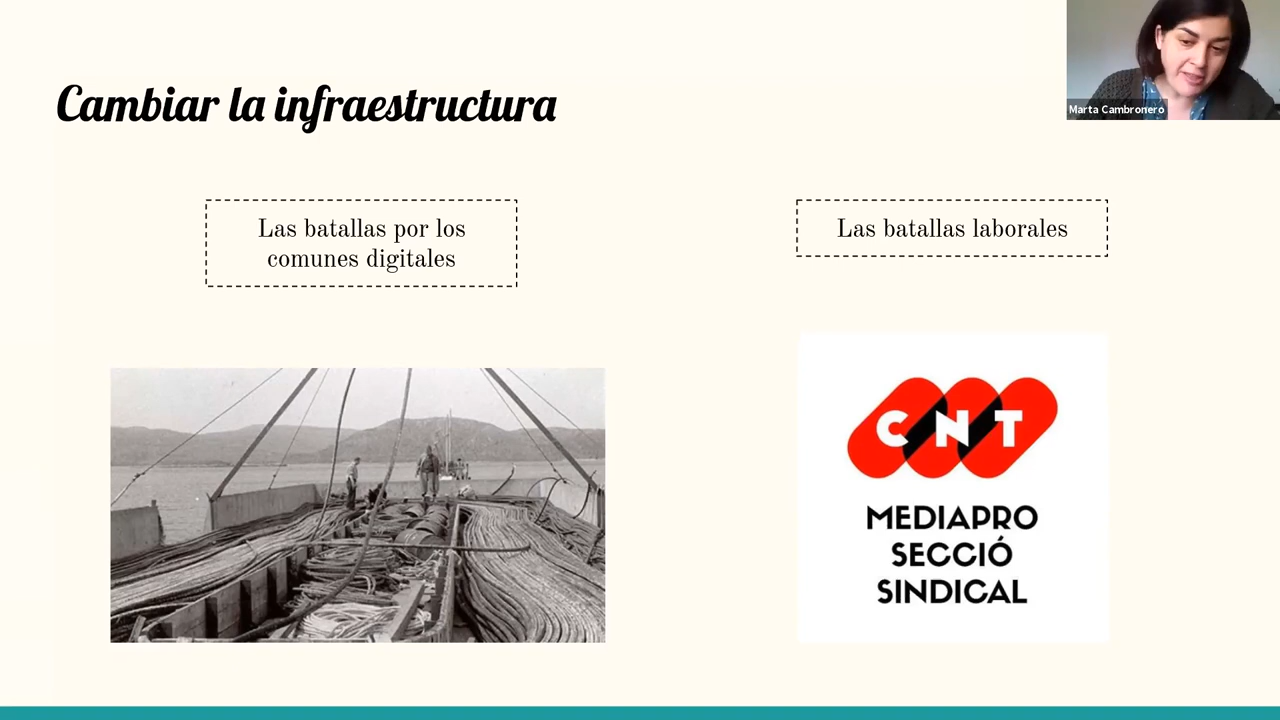 Cambiar la infraestructura
Marta Cambronero
Las batallas por los
comunes digitales
Las batallas laborales
CNT
MEDIAPRO
SECCIÓ
SINDICAL